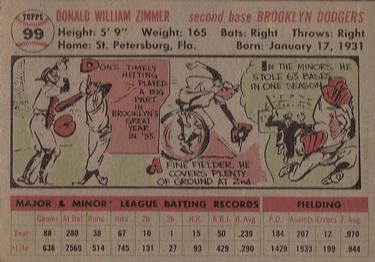 TOPPS
99
DONALD WILLIAM ZIMMER second base BROOKLYN DODGERS
Height: 5' 9" Weight: 165 Bats: Right Throws: Right
Home: St. Petersburg, Fla. Born: January 17, 1931
DON'S TIMELY
HITTING
PLAYED
A BIG
PART
IN
BROOKLYN'S
GREAT
YEAR
IN '55.
A FINE FIELDER, HE
COVERS PLENTY
OF GROUND AT 2nd.
IN THE MINORS, HE
STOLE 63 BASES
IN ONE SEASON.
MAJOR & MINOR* LEAGUE BATTING RECORDS FIELDING
Games At Bat Runs Hits 2b 3b H.R. R.B.I. B. Avg. P.O. Assists Errors F. Avg.
Year 88 280 38 67 10 1 15 50 .239 184 207 12 .970
*Life 638 2569 514 745 131 27 93 429 .290 1429 1933 199 .944